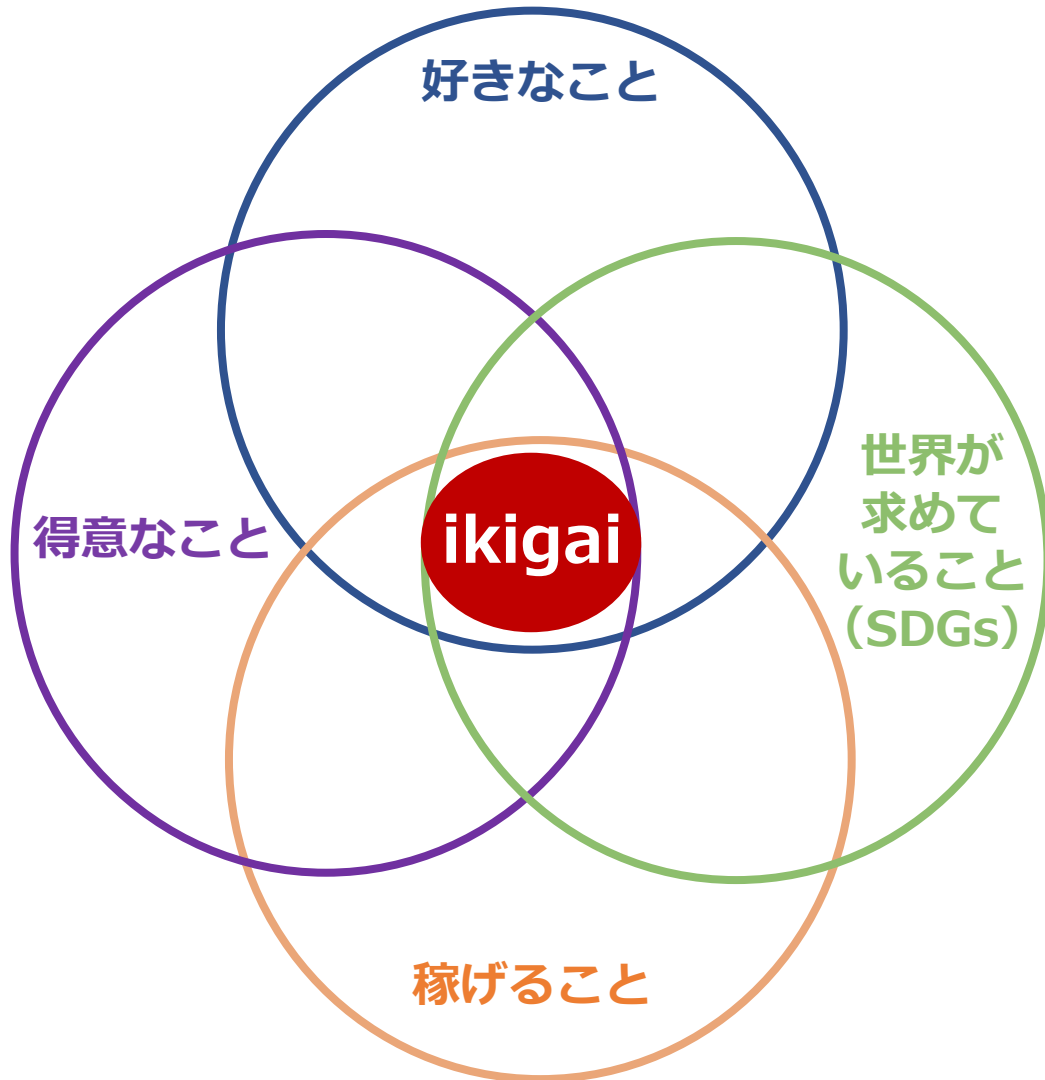 好きなこと
得意なこと
ikigai
世界が
求めて
いること
（SDGs）
稼げること